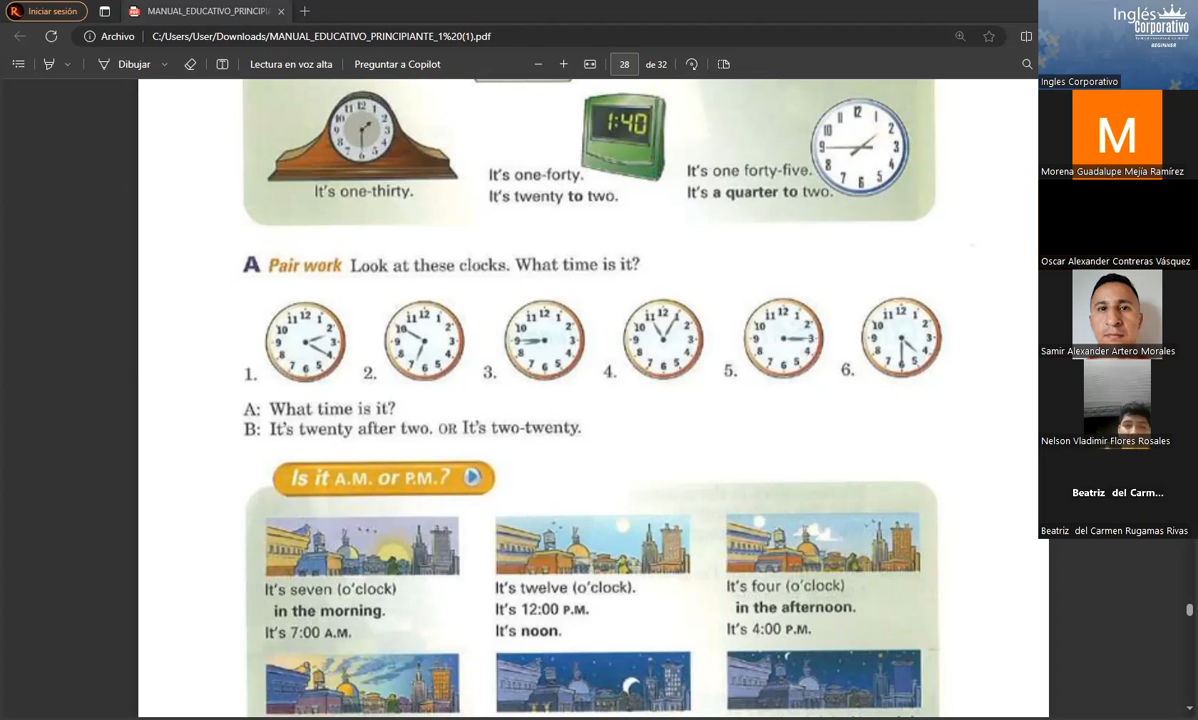 Iniciar sesión
MANUAL_EDUCATIVO_PRINCIPIA
Archivo
C:/Users/User/Downloads/MANUAL_EDUCATIVO_PRINCIPIANTE_1%20(1).pdf
Dibujar
Lectura en voz alta
Preguntar a Copilot
28
de 32
1:40
It's one-thirty.
It's one-forty.
It's twenty to two.
It's one forty-five.
It's a quarter to two.
A Pair work Look at these clocks. What time is it?
1.
2.
3.
4.
5.
6.
A: What time is it?
B: It's twenty after two. OR It's two-twenty.
Is it A.M. or P.M.?
It's seven (o'clock)
in the morning.
It's 7:00 A.M.
It's twelve (o'clock).
It's 12:00 P.M.
It's noon.
It's four (o'clock)
in the afternoon.
It's 4:00 P.M.
Inglés
Corporativo
BEGINNER
Ingles Corporativo
M
Morena Guadalupe Mejía Ramírez
Oscar Alexander Contreras Vásquez
Samir Alexander Artero Morales
Nelson Vladimir Flores Rosales
Beatriz del Carm...
Beatriz del Carmen Rugamas Rivas